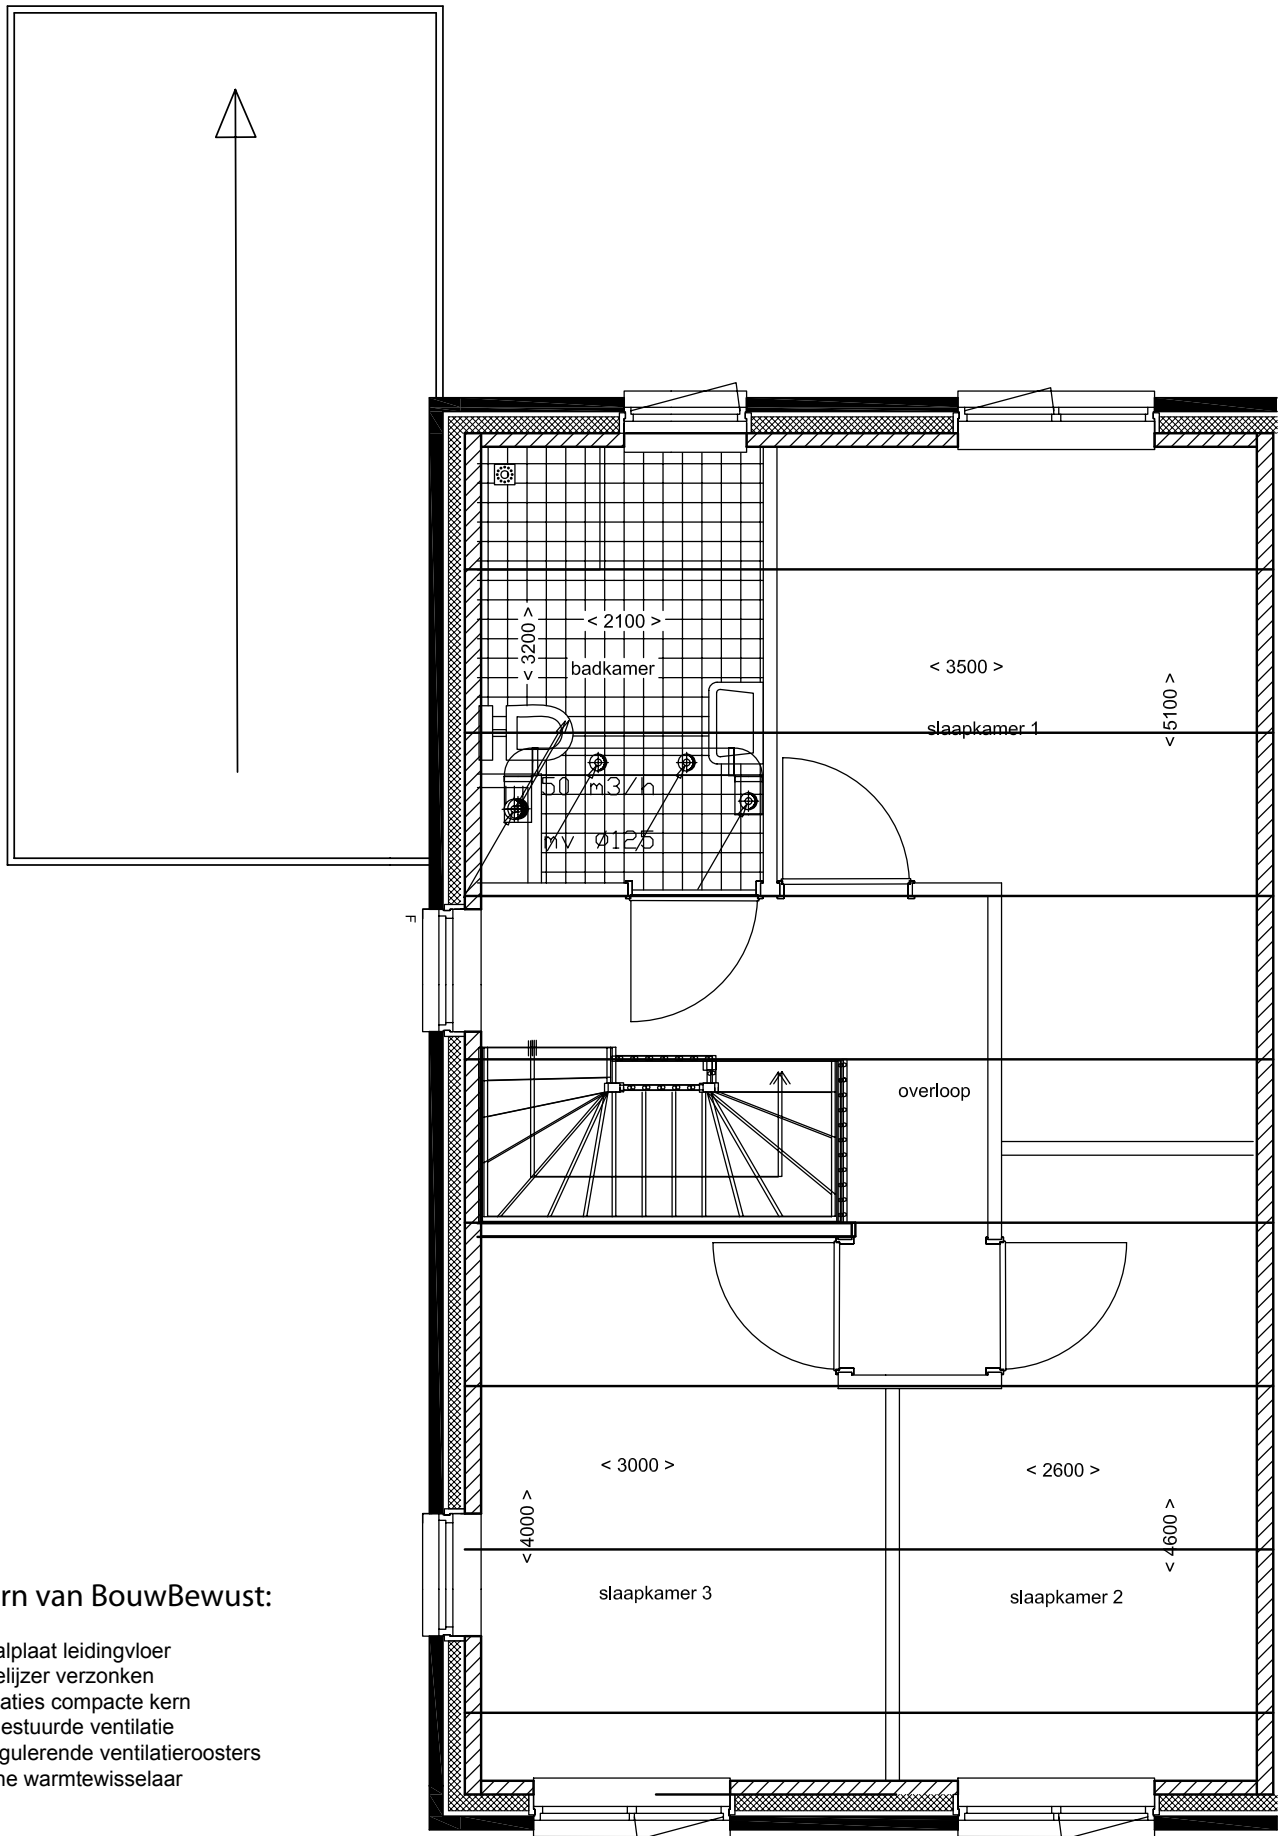 < 2100 >
< 3200 >
badkamer
< 3500 >
< 5100 >
slaapkamer 1
50 m3/h
mv Ø125
F
overloop
< 3000 >
< 2600 >
< 4000 >
< 4600 >
slaapkamer 3
slaapkamer 2
rn van BouwBewust:
alplaat leidingvloer
elijzer verzonken
aties compacte kern
estuurde ventilatie
gulerende ventilatieroosters
ne warmtewisselaar